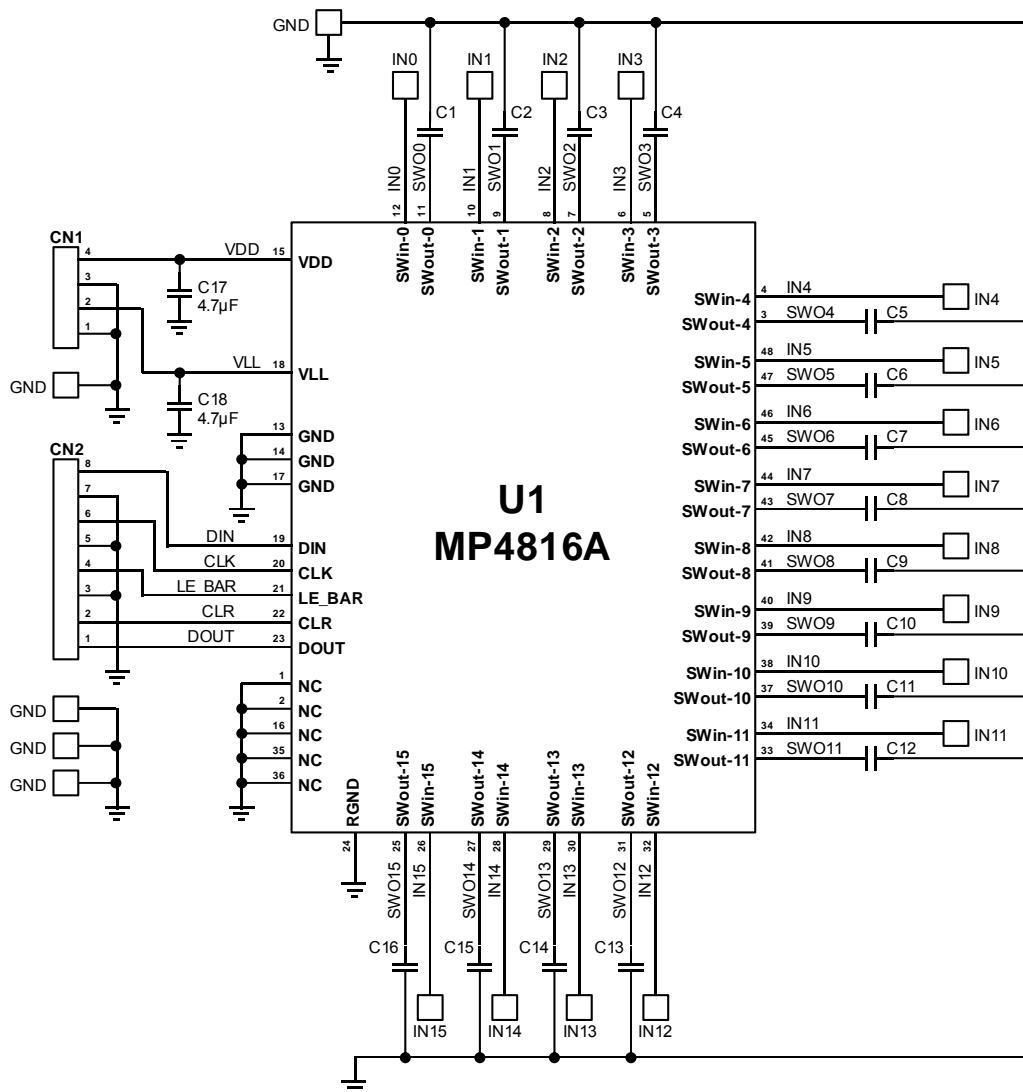 GND
IN0
IN1
IN2
IN3
C1
C2
C3
C4
IN0
SWO0
IN1
SWO1
IN2
SWO2
IN3
SWO3
12
11
10
9
8
7
6
5
SWin-0
SWout-0
SWin-1
SWout-1
SWin-2
SWout-2
SWin-3
SWout-3
CN1
4
3
2
1
VDD
15
VDD
C17
4.7µF
VLL
18
VLL
C18
4.7µF
GND
13
GND
14
GND
17
GND
CN2
8
7
6
5
4
3
2
1
DIN
19
DIN
CLK
20
CLK
LE_BAR
21
LE_BAR
CLR
22
CLR
DOUT
23
DOUT
1
NC
2
NC
16
NC
35
NC
36
NC
GND
GND
GND
U1
MP4816A
SWin-4
4
IN4
IN4
SWout-4
3
SWO4
C5
SWin-5
48
IN5
IN5
SWout-5
47
SWO5
C6
SWin-6
46
IN6
IN6
SWout-6
45
SWO6
C7
SWin-7
44
IN7
IN7
SWout-7
43
SWO7
C8
SWin-8
42
IN8
IN8
SWout-8
41
SWO8
C9
SWin-9
40
IN9
IN9
SWout-9
39
SWO9
C10
SWin-10
38
IN10
IN10
SWout-10
37
SWO10
C11
SWin-11
34
IN11
IN11
SWout-11
33
SWO11
C12
RGND
SWout-15
SWin-15
SWout-14
SWin-14
SWout-13
SWin-13
SWout-12
SWin-12
24
25
26
27
28
29
30
31
32
SWO15
IN15
SWO14
IN14
SWO13
IN13
SWO12
IN12
C16
C15
C14
C13
IN15
IN14
IN13
IN12